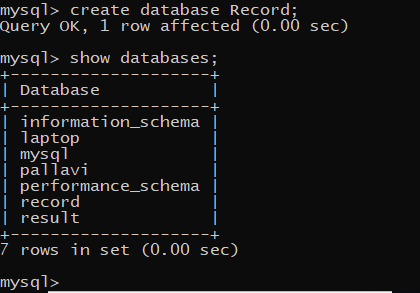 mysql> create database Record;
Query OK, 1 row affected (0.00 sec)
mysql> show databases;
+--------------------+
| Database           |
+--------------------+
| information_schema |
| laptop             |
| mysql              |
| pallavi            |
| performance_schema |
| record             |
| result             |
+--------------------+
7 rows in set (0.00 sec)
mysql>